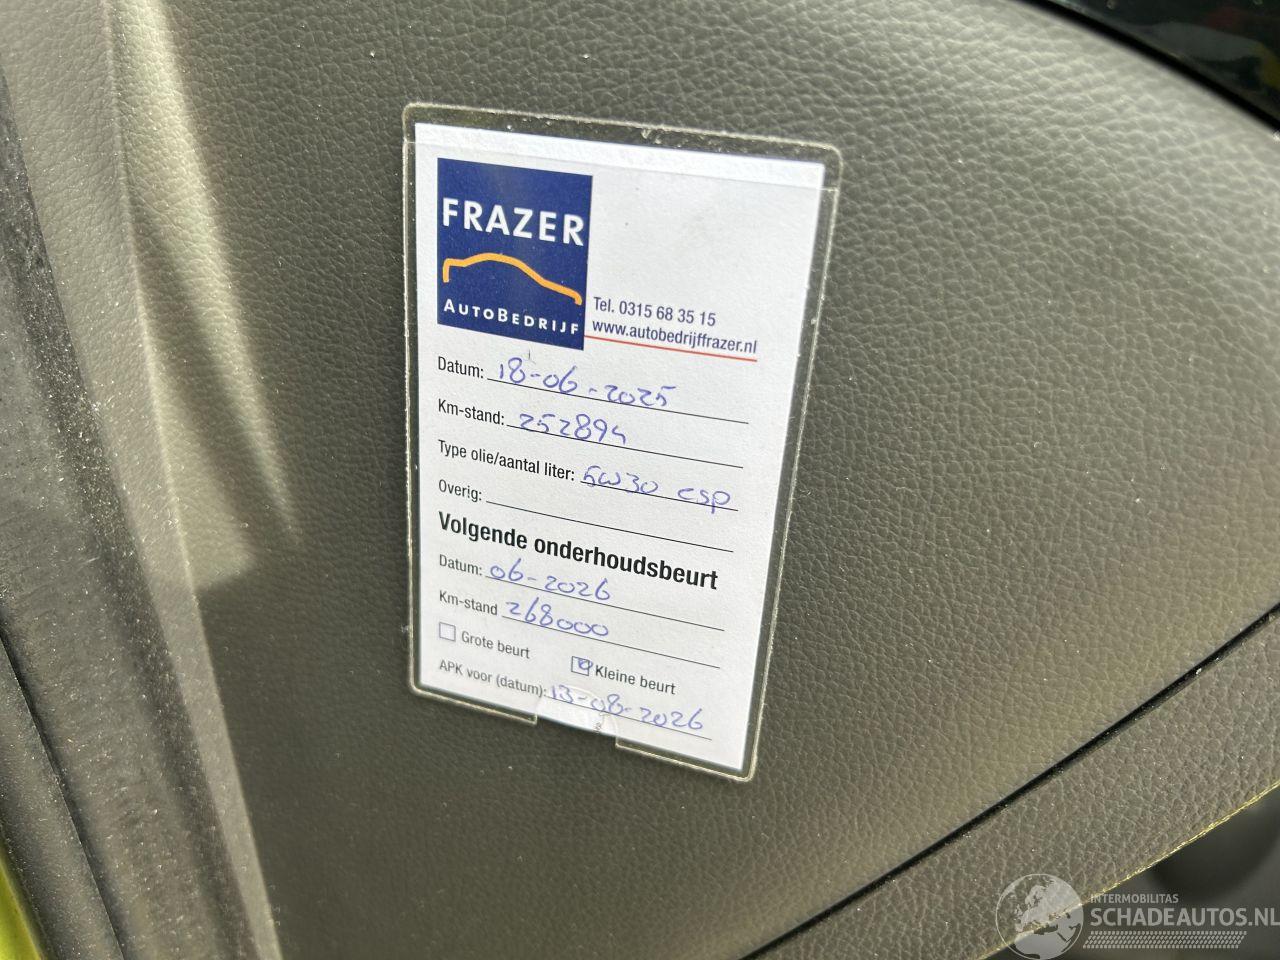 FRAZER
AUTOBEDRIJF
Tel. 0315 68 35 15
www.autobedrijffrazer.nl
Datum: 18-06-2025
Km-stand: 252894
Type olie/aantal liter: 5W30 esp
Overig:
Volgende onderhoudsbeurt
Datum: 06-2026
Km-stand 268000
Grote beurt
Kleine beurt
APK voor (datum): 13-08-2026
INTERMOBILITAS
SCHADEAUTOS.NL